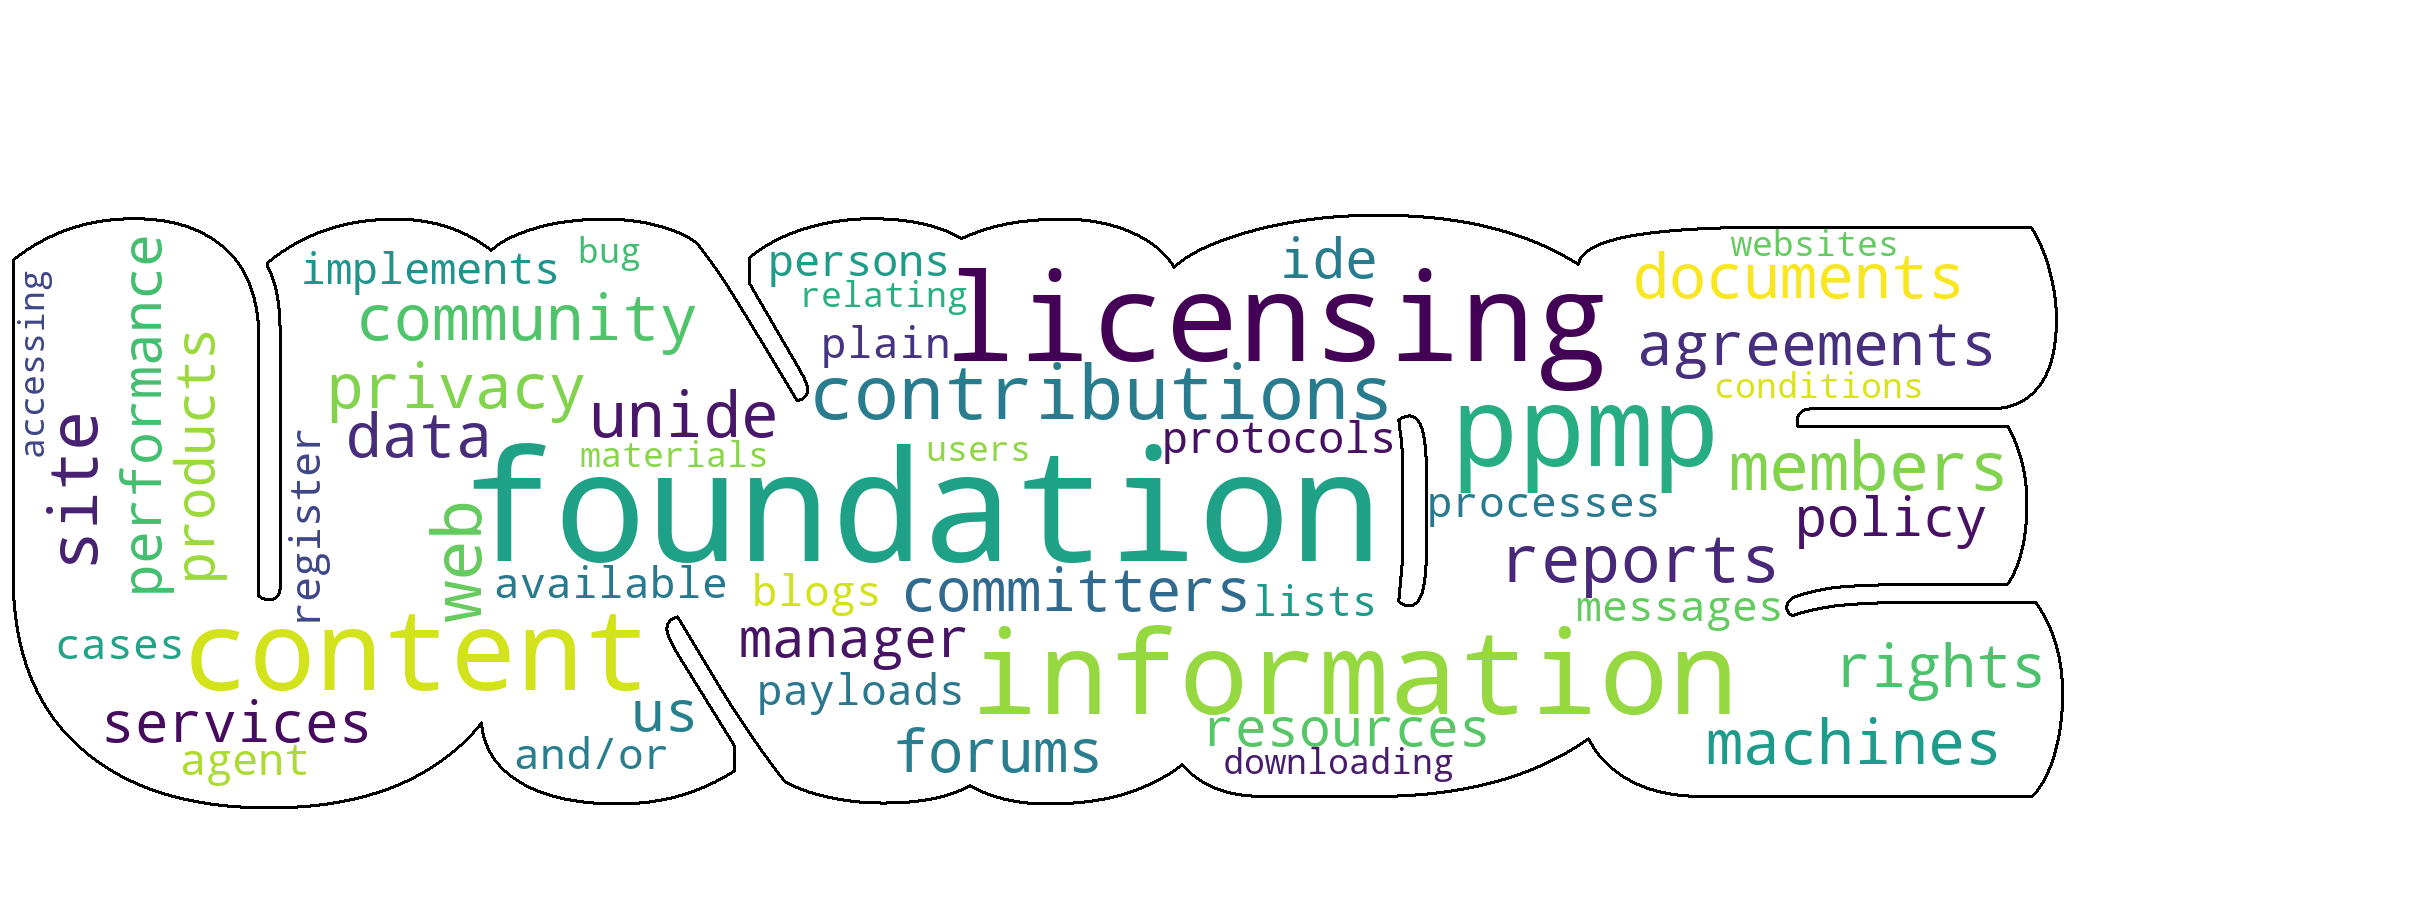 accessing
site
performance
products
implements
bug
community
privacy
data
unide
register
materials
web
foundation
available
content
cases
services
agent
us
and/or
persons
relating
plain
licensing
ide
contributions
users
protocols
blogs
committers
lists
manager
payloads
information
forums
resources
downloading
websites
documents
agreements
conditions
ppmp
members
processes
policy
reports
messages
rights
machines